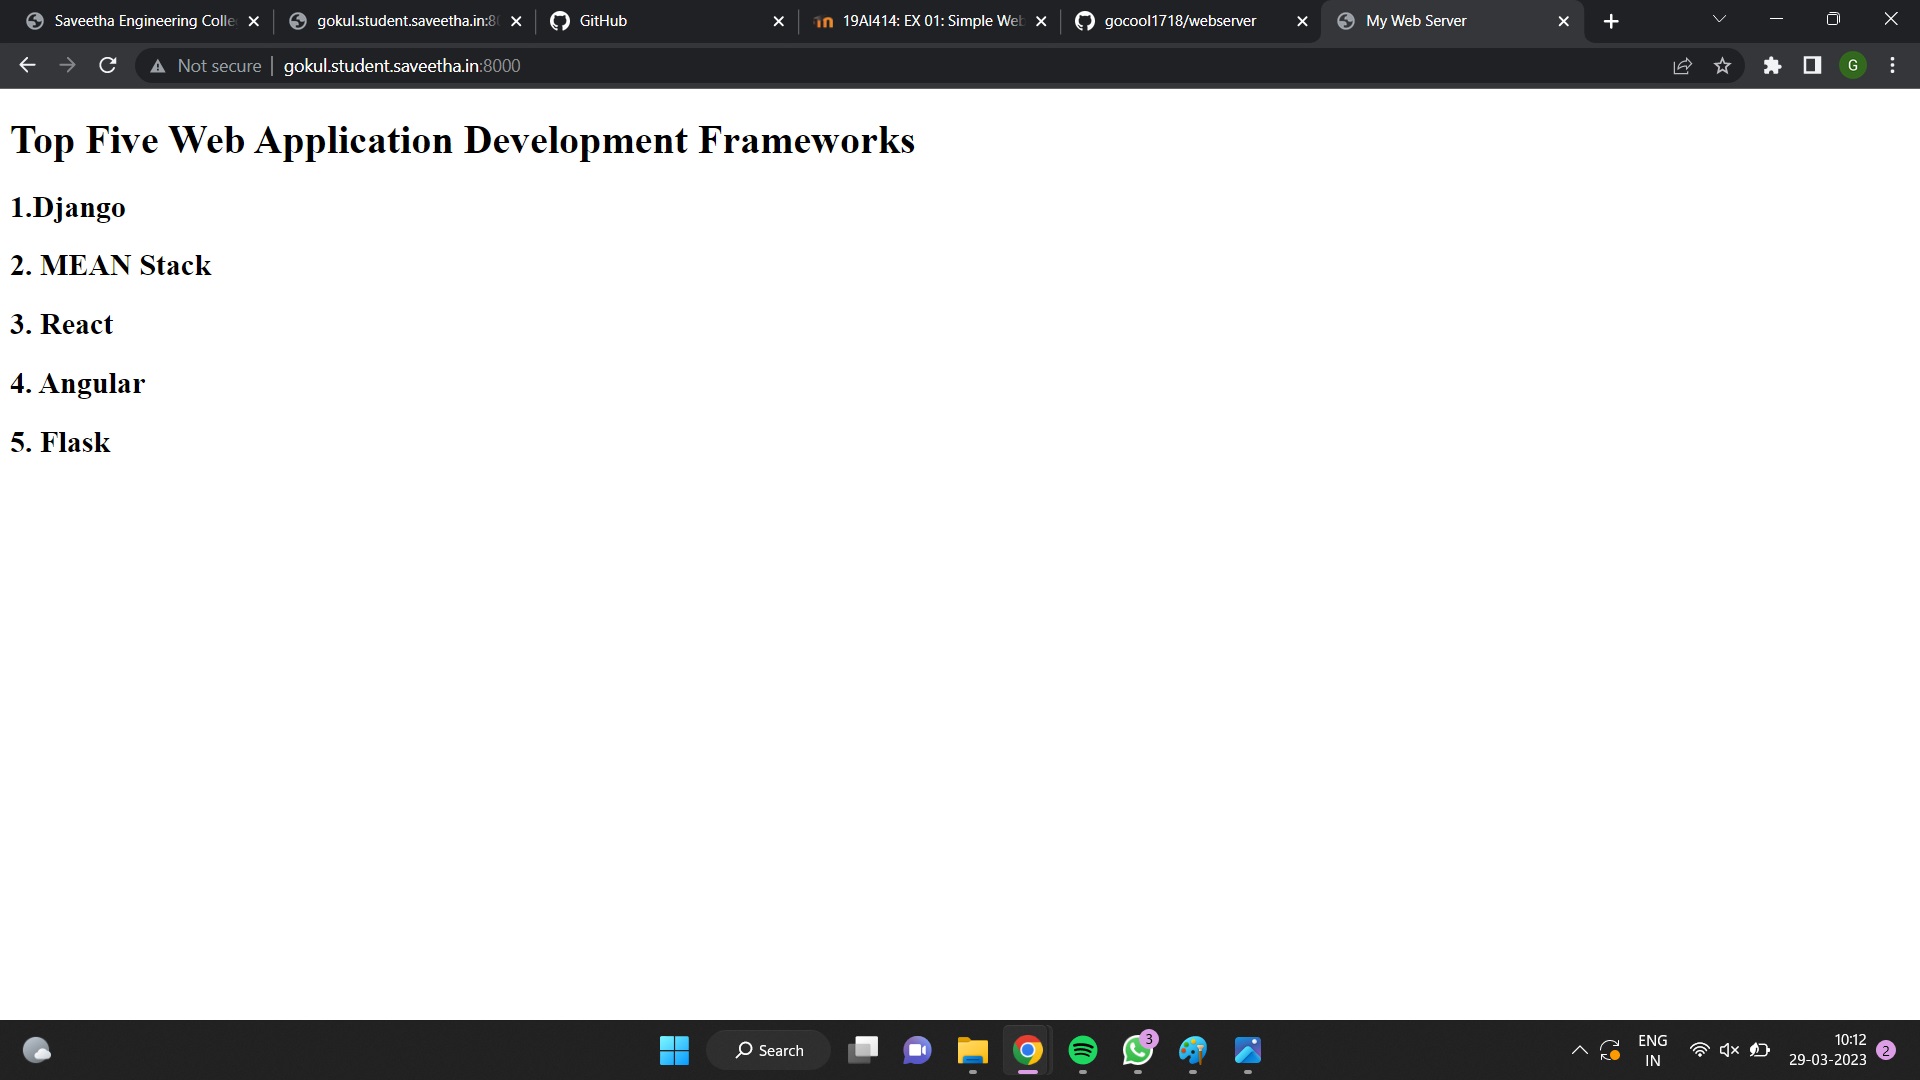 Saveetha Engineering Colle
gokul.student.saveetha.in:80
GitHub
19AI414: EX 01: Simple Web
gocool1718/webserver
My Web Server
Not secure
gokul.student.saveetha.in:8000
G
Top Five Web Application Development Frameworks
1.Django
2. MEAN Stack
3. React
4. Angular
5. Flask
Search
3
ENG
IN
10:12
29-03-2023
2